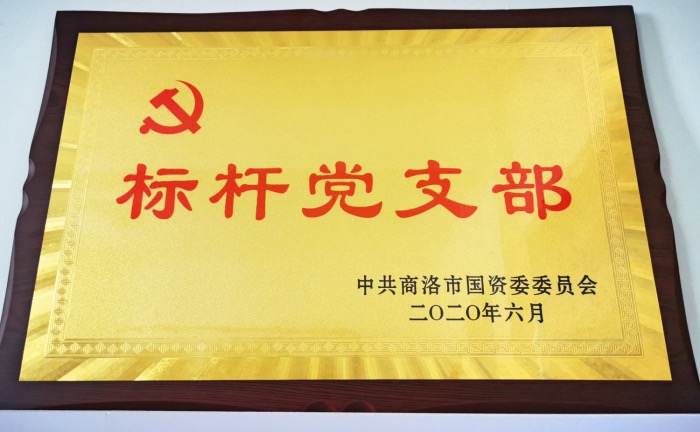 标杆党支部
中共商洛市国资委委员会
二〇二〇年六月